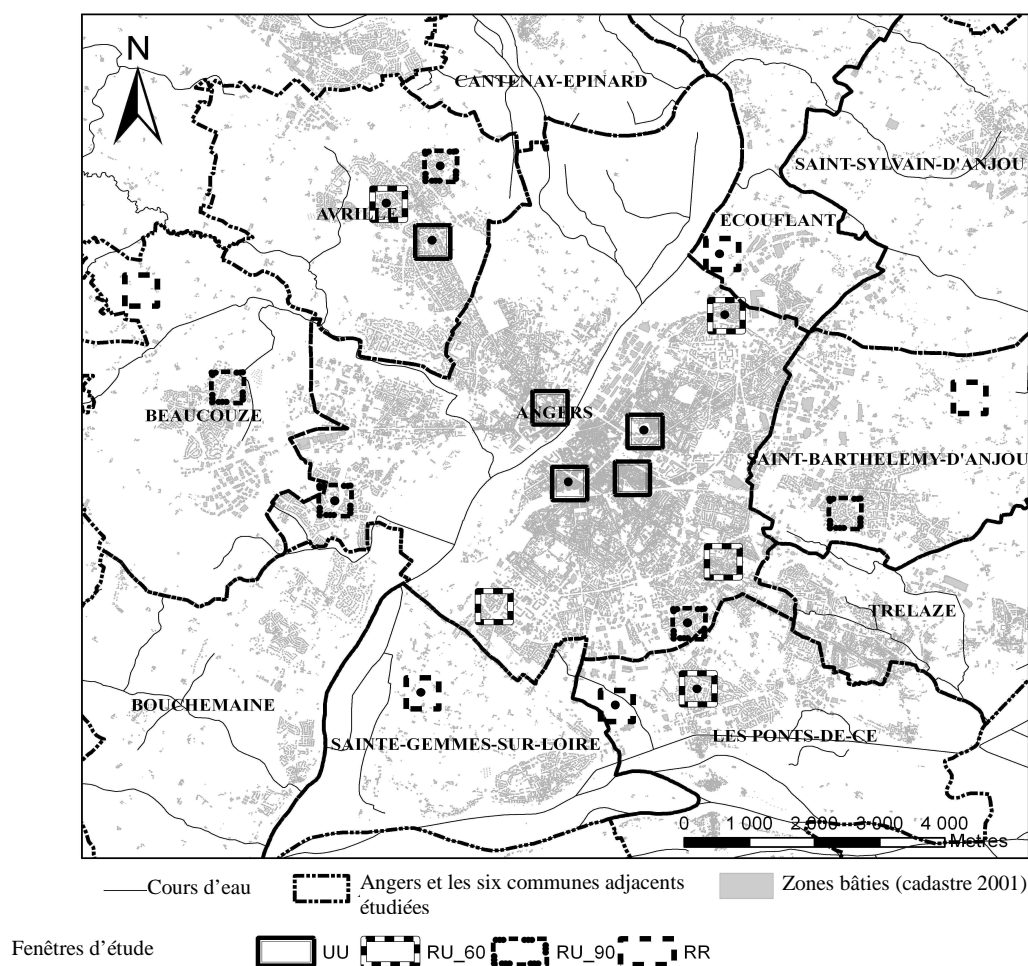 N
CANTENAY-EPINARD
SAINT-SYLVAIN-D'ANJOU
AVRILLE
ECOUFLANT
BEAUCOUZE
ANGERS
SAINT-BARTHELEMY-D'ANJOU
TRELAZE
BOUCHEMAINE
SAINTE-GEMMES-SUR-LOIRE
LES PONTS-DE-CE
0 1 000 2 000 3 000 4 000
Metres
Cours d'eau
Angers et les six communes adjacents
étudiées
Zones bâties (cadastre 2001)
Fenêtres d'étude
UU
RU_60
RU_90
RR